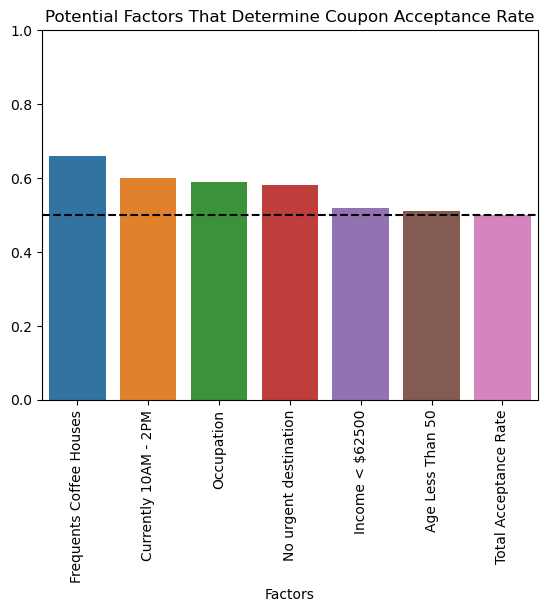 Potential Factors That Determine Coupon Acceptance Rate
1.0
0.8
0.6
0.4
0.2
0.0
Frequents Coffee Houses
Currently 10AM - 2PM
Occupation
No urgent destination
Income < $62500
Age Less Than 50
Total Acceptance Rate
Factors